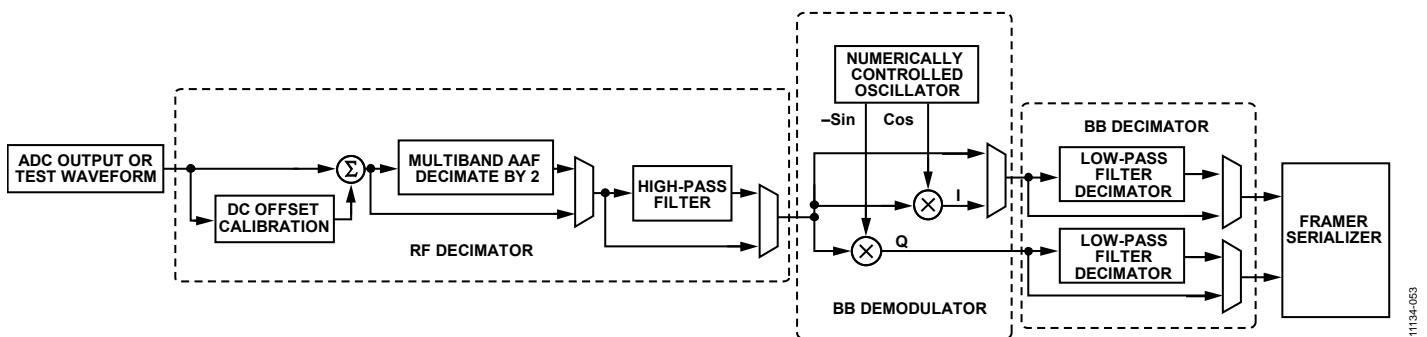 ADC OUTPUT OR
TEST WAVEFORM
DC OFFSET
CALIBRATION
Σ
MULTIBAND AAF
DECIMATE BY 2
HIGH-PASS
FILTER
RF DECIMATOR
NUMERICALLY
CONTROLLED
OSCILLATOR
–Sin
Cos
I
Q
BB DEMODULATOR
BB DECIMATOR
LOW-PASS
FILTER
DECIMATOR
LOW-PASS
FILTER
DECIMATOR
FRAMER
SERIALIZER
11134-053